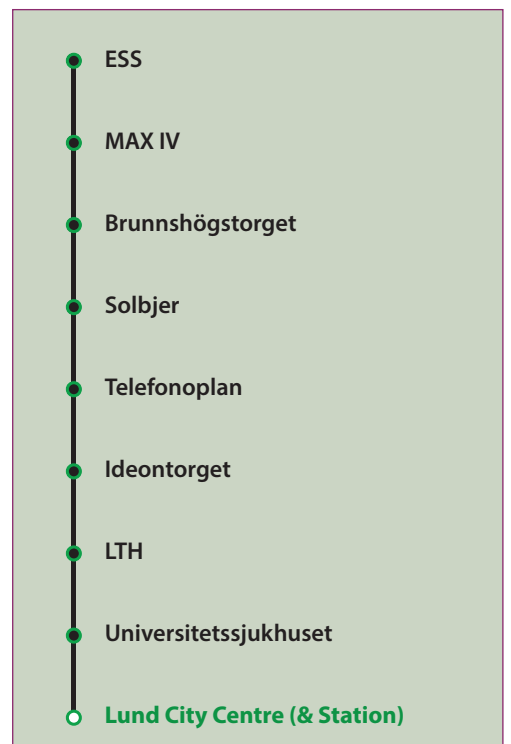 ESS
MAX IV
Brunnshögstorget
Solbjer
Telefonoplan
Ideontorget
LTH
Universitetssjukhuset
Lund City Centre (& Station)